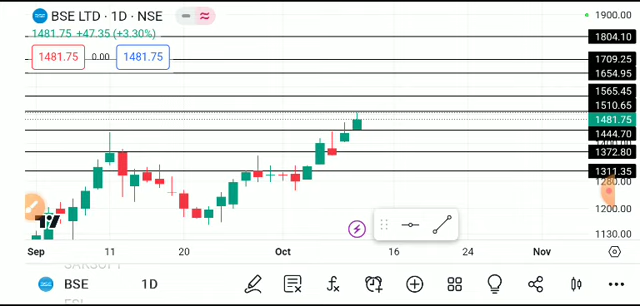 BSE LTD · 1D · NSE
1481.75 +47.35 (+3.30%)
1481.75 0.00 1481.75
1900.00
1804.10
1709.25
1654.95
1565.45
1510.65
1481.75
1444.70
1372.80
1311.35
1280.00
1200.00
1130.00
Sep 11 20 Oct 16 24 Nov
BSE 1D